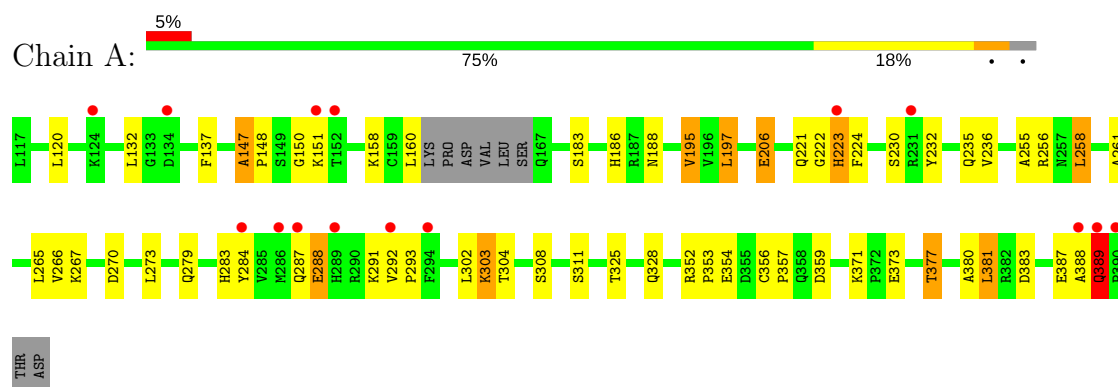 5%
Chain A:
75% 18% • •
L117 L120 K124 L132 G133 D134 F137 A147 P148 S149 G150 K151 T152 K158 C159 L160 LYS PRO ASP VAL LEU SER Q167 S183 H186 R187 N188 V195 V196 L197 E206 Q221 G222 H223 F224 S230 R231 Y232 Q235 V236 A255 R256 N257 L258 A261
L265 V266 K267 D270 L273 Q279 H283 Y284 V285 M286 Q287 E288 H289 R290 K291 V292 P293 F294 L302 K303 T304 S308 S311 T325 Q328 R352 P353 E354 D355 C356 P357 Q358 D359 K371 P372 E373 T377 A380 L381 R382 D383 E387 A388 Q389
THR ASP